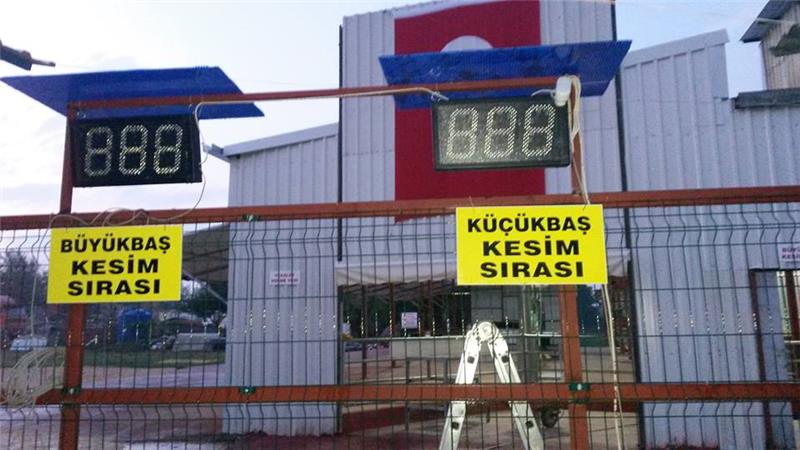 888
888
BÜYÜKBAŞ
KESİM
SIRASI
KÜÇÜKBAŞ
KESİM
SIRASI